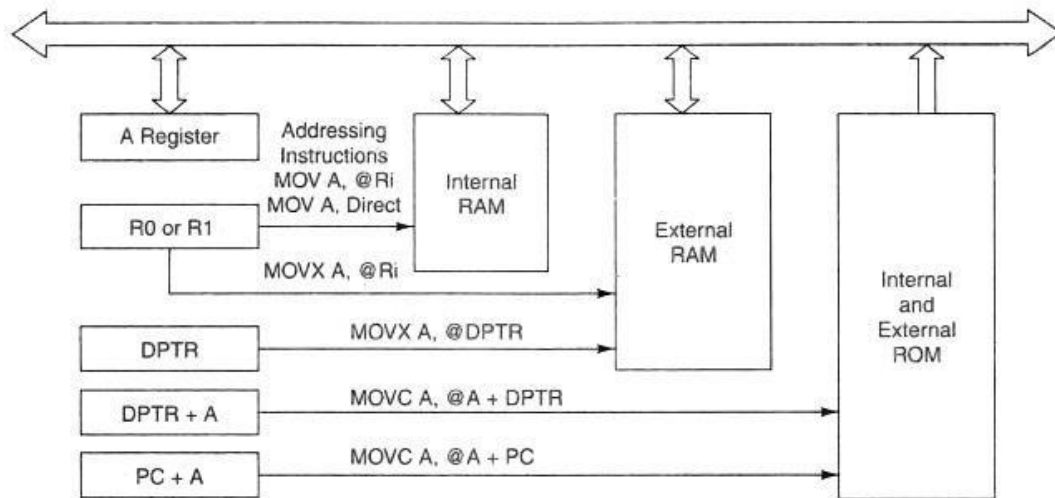 A Register
Addressing
Instructions
MOV A, @Ri
MOV A, Direct
Internal
RAM
R0 or R1
External
RAM
MOVX A, @Ri
Internal
and
External
ROM
DPTR
MOVX A, @DPTR
DPTR + A
MOVC A, @A + DPTR
PC + A
MOVC A, @A + PC